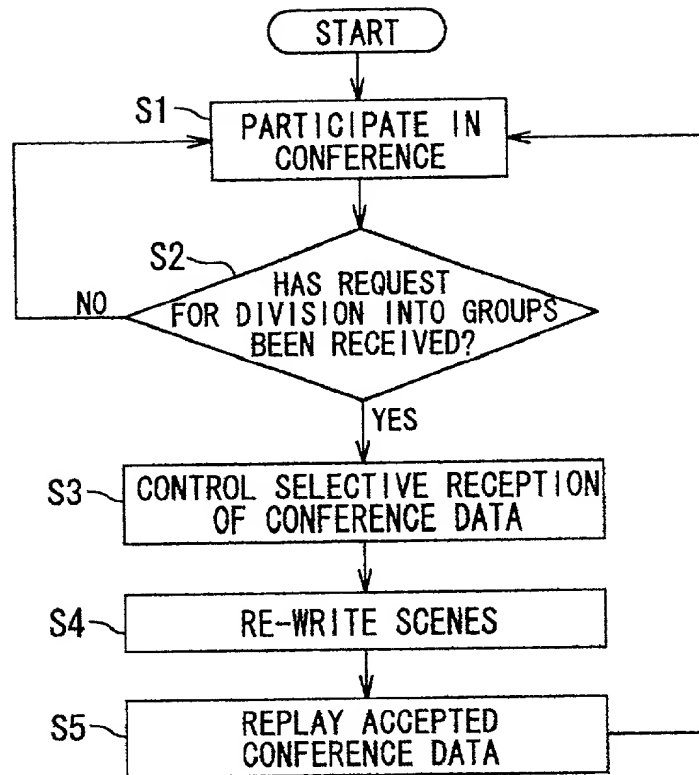 START
S1
PARTICIPATE IN
CONFERENCE
S2
HAS REQUEST
FOR DIVISION INTO GROUPS
BEEN RECEIVED?
NO
YES
S3
CONTROL SELECTIVE RECEPTION
OF CONFERENCE DATA
S4
RE-WRITE SCENES
S5
REPLAY ACCEPTED
CONFERENCE DATA